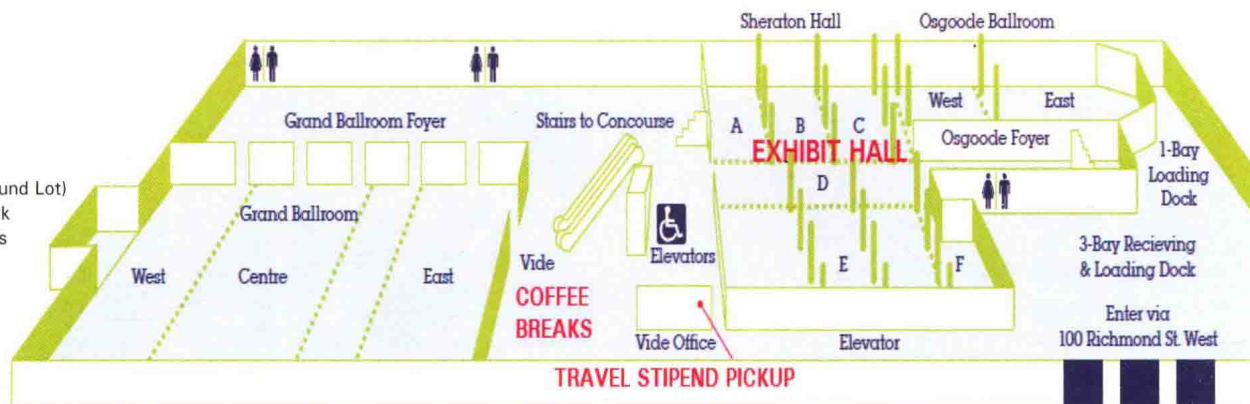 Sheraton Hall
Osgoode Ballroom
West
East
Grand Ballroom Foyer
Stairs to Concourse
A
B
C
Osgoode Foyer
EXHIBIT HALL
1-Bay
Loading
Dock
D
und Lot)
k
s
Grand Ballroom
West
Centre
East
Vide
Elevators
E
F
3-Bay Recieving
& Loading Dock
COFFEE
BREAKS
Enter via
100 Richmond St. West
Vide Office
Elevator
TRAVEL STIPEND PICKUP